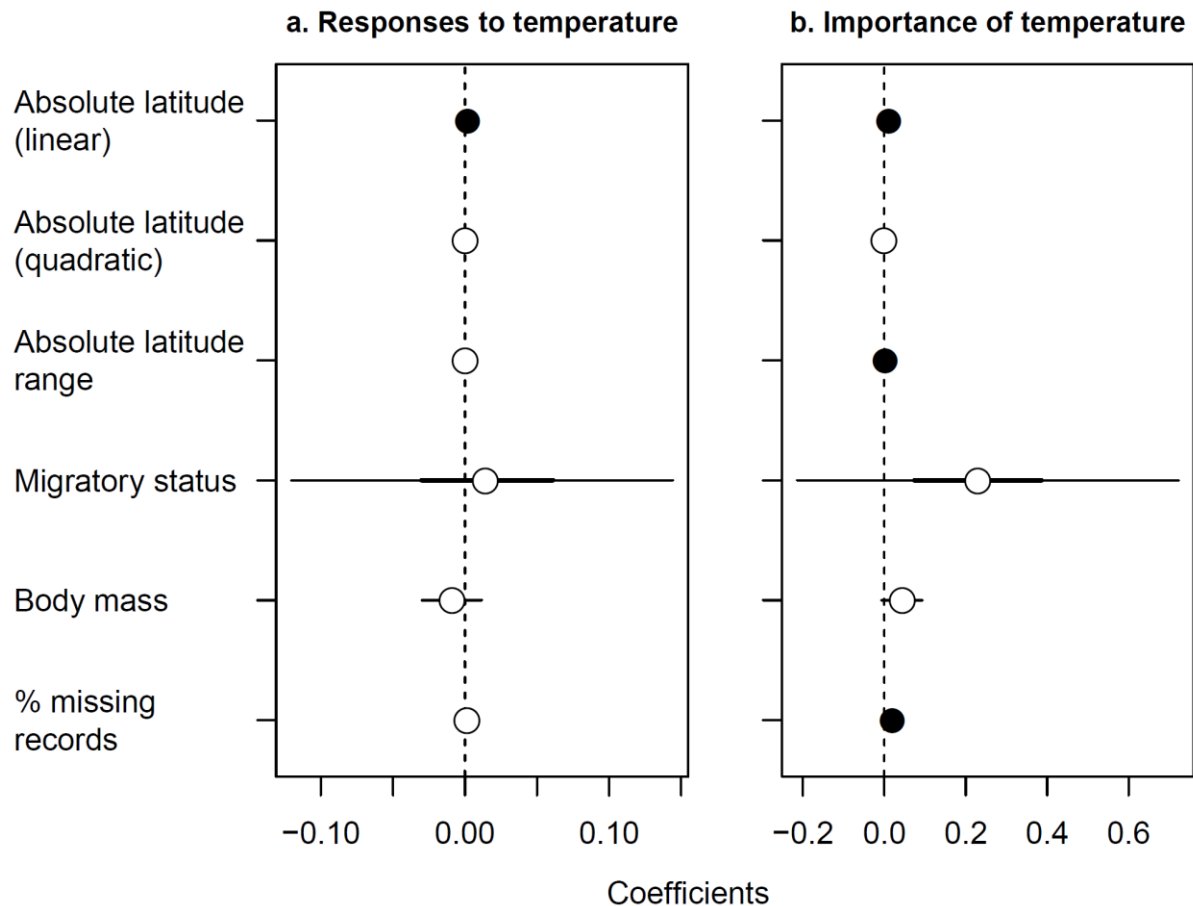 a. Responses to temperature
b. Importance of temperature
Absolute latitude
(linear)
Absolute latitude
(quadratic)
Absolute latitude
range
Migratory status
Body mass
% missing
records
−0.10 0.00 0.10
−0.2 0.0 0.2 0.4 0.6
Coefficients